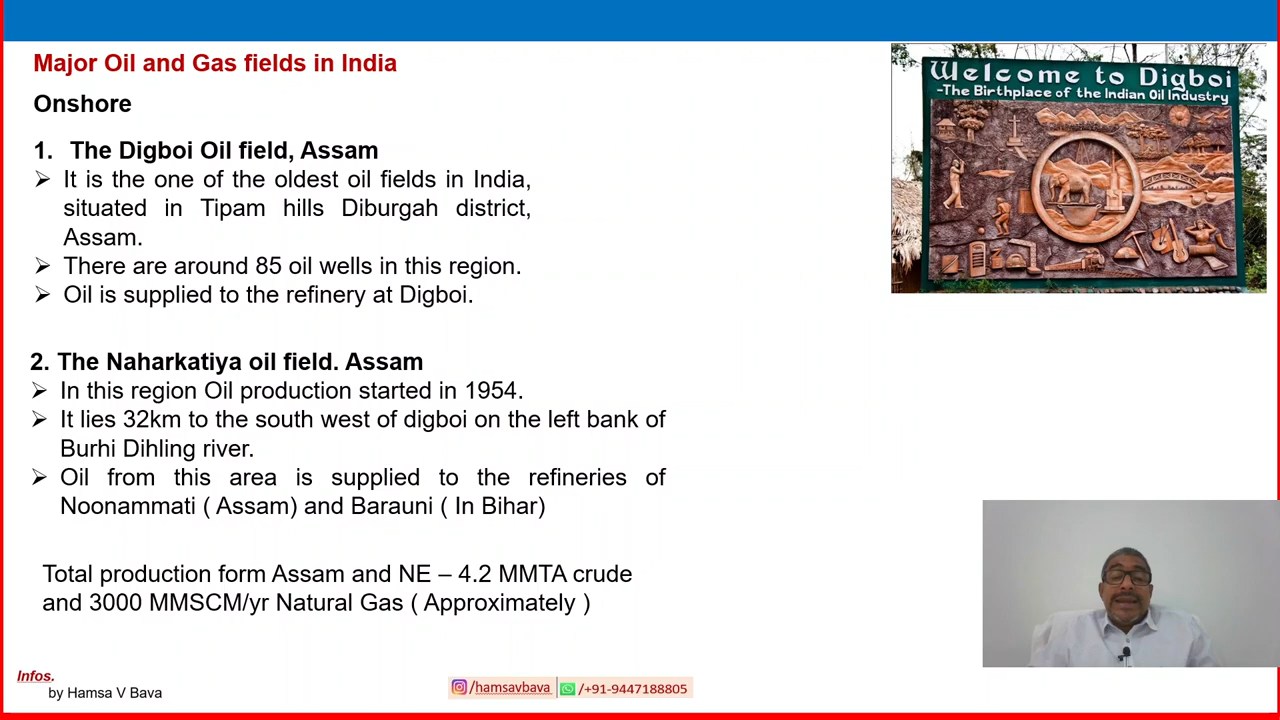 Major Oil and Gas fields in India
Onshore
1. The Digboi Oil field, Assam
➢ It is the one of the oldest oil fields in India,
situated in Tipam hills Diburgah district,
Assam.
➢ There are around 85 oil wells in this region.
➢ Oil is supplied to the refinery at Digboi.
2. The Naharkatiya oil field. Assam
➢ In this region Oil production started in 1954.
➢ It lies 32km to the south west of digboi on the left bank of
Burhi Dihling river.
➢ Oil from this area is supplied to the refineries of
Noonammati ( Assam) and Barauni ( In Bihar)
Total production form Assam and NE – 4.2 MMTA crude
and 3000 MMSCM/yr Natural Gas ( Approximately )
Welcome to Digboi
-The Birthplace of the Indian Oil Industry
Infos.
by Hamsa V Bava
/hamsavbava /+91-9447188805